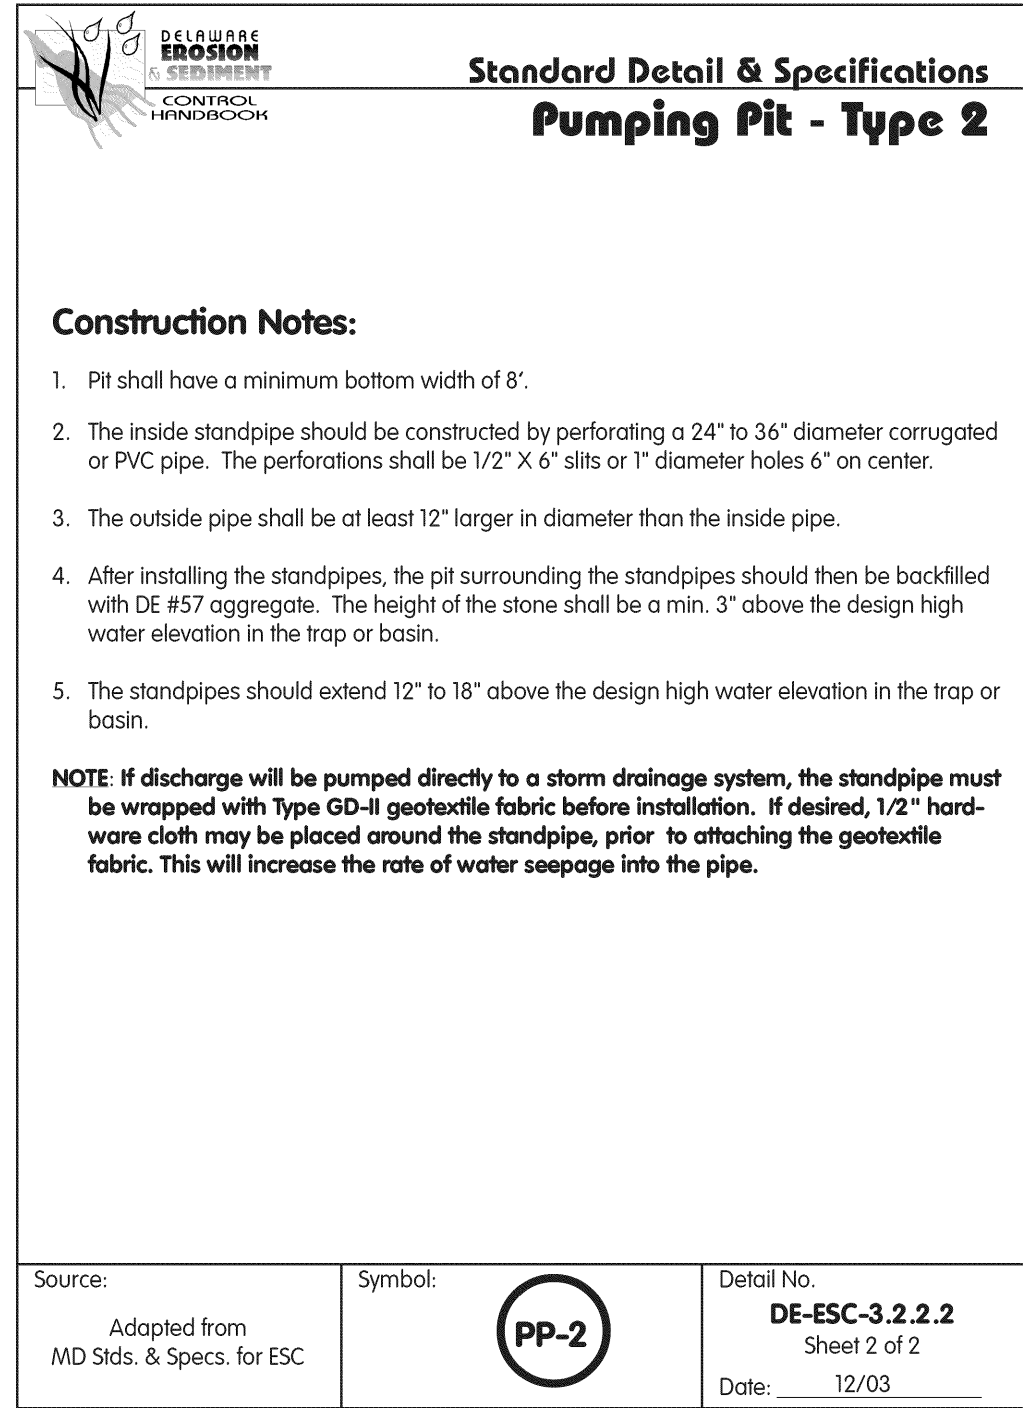 DELAWARE
EROSION
& SEDIMENT
CONTROL
HANDBOOK
Standard Detail & Specifications
Pumping Pit - Type 2
Construction Notes:
1. Pit shall have a minimum bottom width of 8'.
2. The inside standpipe should be constructed by perforating a 24" to 36" diameter corrugated
or PVC pipe. The perforations shall be 1/2" X 6" slits or 1" diameter holes 6" on center.
3. The outside pipe shall be at least 12" larger in diameter than the inside pipe.
4. After installing the standpipes, the pit surrounding the standpipes should then be backfilled
with DE #57 aggregate. The height of the stone shall be a min. 3" above the design high
water elevation in the trap or basin.
5. The standpipes should extend 12" to 18" above the design high water elevation in the trap or
basin.
NOTE: If discharge will be pumped directly to a storm drainage system, the standpipe must
be wrapped with Type GD-II geotextile fabric before installation. If desired, 1/2" hard-
ware cloth may be placed around the standpipe, prior to attaching the geotextile
fabric. This will increase the rate of water seepage into the pipe.
Source:
Adapted from
MD Stds. & Specs. for ESC
Symbol:
PP-2
Detail No.
DE-ESC-3.2.2.2
Sheet 2 of 2
Date: 12/03